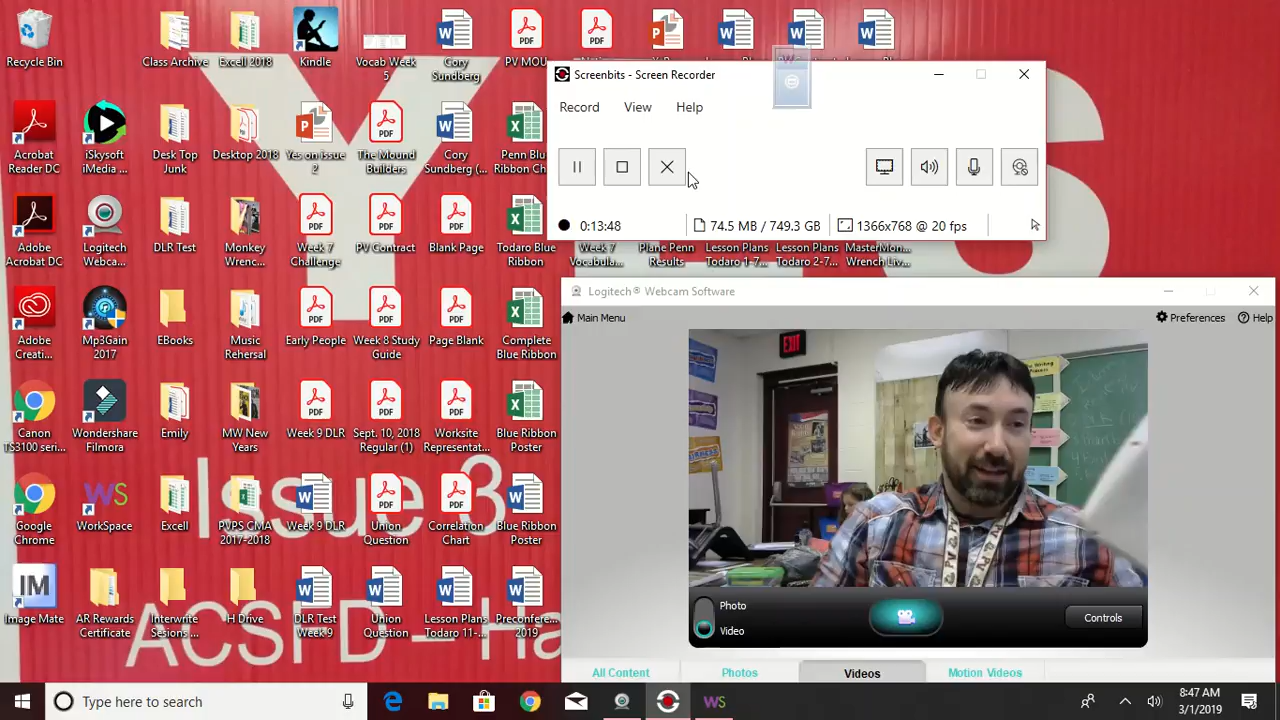 Recycle Bin
Class Archive
Excell 2018
Kindle
Vocab Week
5
Cory
Sundberg
PV MOU
Screenbits - Screen Recorder
Record View Help
0:13:48
74.5 MB / 749.3 GB
1366x768 @ 20 fps
Acrobat
Reader DC
iSkysoft
iMedia ...
Desk Top
Junk
Desktop 2018
Yes on issue
2
The Mound
Builders
Cory
Sundberg (...
Penn Blue
Ribbon Ch...
Adobe
Acrobat DC
Logitech
Webca...
DLR Test
Monkey
Wrenc...
Week 7
Challenge
PV Contract
Blank Page
Todaro Blue
Ribbon
Week 7
Vocabula...
Plane Penn
Results
Lesson Plans
Todaro 1-7...
Lesson Plans
Todaro 2-7...
MasterMon...
Wrench Liv...
Logitech® Webcam Software
Main Menu
Preferences
Help
Adobe
Creati...
Mp3Gain
2017
EBooks
Music
Rehersal
Early People
Week 8 Study
Guide
Page Blank
Complete
Blue Ribbon
EXIT
Canon
TS3100 seri...
Wondershare
Filmora
Emily
MW New
Years
Week 9 DLR
Sept. 10, 2018
Regular (1)
Worksite
Representat...
Blue Ribbon
Poster
Google
Chrome
WorkSpace
Excell
PVPS CMA
2017-2018
Week 9 DLR
Union
Question
Correlation
Chart
Blue Ribbon
Poster
Issue 3
Image Mate
AR Rewards
Certificate
Interwrite
Sesions ...
H Drive
DLR Test
Week 9
Union
Question
Lesson Plans
Todaro 11-...
Preconfere...
2019
ACSFD – Ha
Photo
Video
Controls
All Content
Photos
Videos
Motion Videos
Type here to search
8:47 AM
3/1/2019